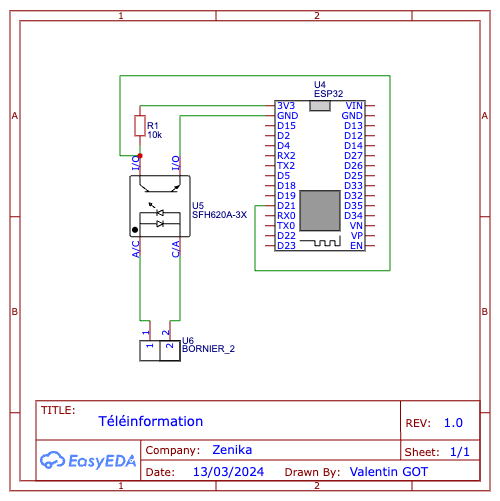 1 2
A A
U4
ESP32
3V3 VIN
GND GND
D15 D13
D2 D12
D4 D14
RX2 D27
TX2 D26
D5 D25
D18 D33
D19 D32
D21 D35
RX0 D34
TX0 VN
D22 VP
D23 EN
R1
10k
I/O I/O
U5
SFH620A-3X
A/C C/A
B B
1 2
1 2
U6
BORNIER_2
TITLE:
Téléinformation
REV: 1.0
EasyEDA
Company: Zenika
Sheet: 1/1
Date: 13/03/2024 Drawn By: Valentin GOT
1 2